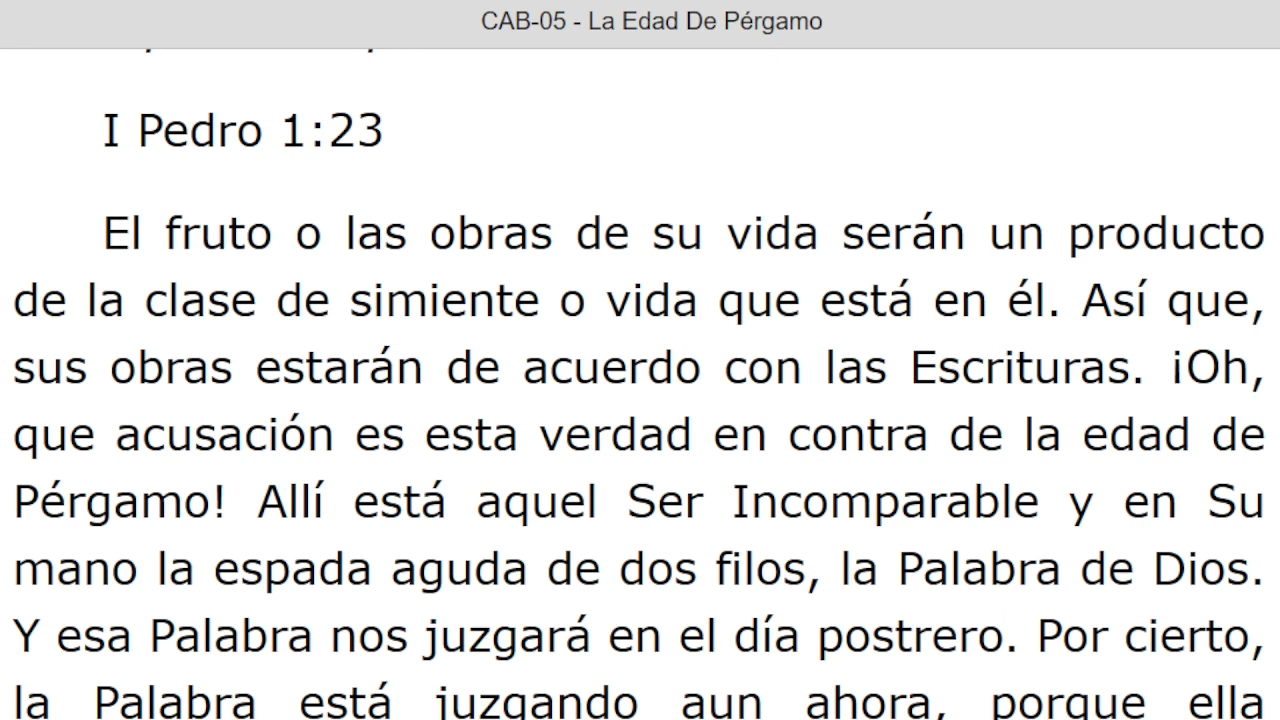 CAB-05 - La Edad De Pérgamo
I Pedro 1:23
El fruto o las obras de su vida serán un producto
de la clase de simiente o vida que está en él. Así que,
sus obras estarán de acuerdo con las Escrituras. ¡Oh,
que acusación es esta verdad en contra de la edad de
Pérgamo! Allí está aquel Ser Incomparable y en Su
mano la espada aguda de dos filos, la Palabra de Dios.
Y esa Palabra nos juzgará en el día postrero. Por cierto,
la Palabra está juzgando aun ahora, porque ella